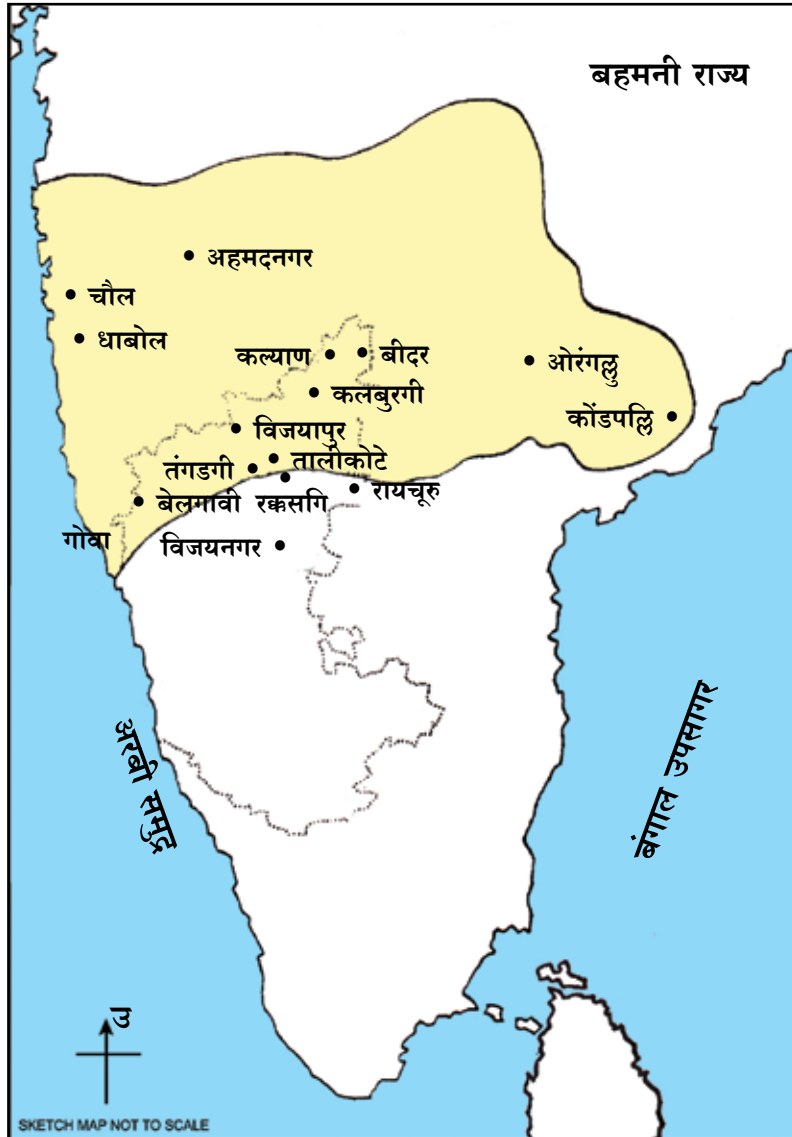 बहमनी राज्य
अहमदनगर
चौल
धाबोल
कल्याण
बीदर
ओरंगल्लु
कलबुरगी
कोंडपल्लि
विजयापुर
तालीकोटे
तंगडगी
रायचूरु
बेलगावी
रक्कसगि
गोवा
विजयनगर
अरबी समुद्र
बंगाल उपसागर
उ
SKETCH MAP NOT TO SCALE